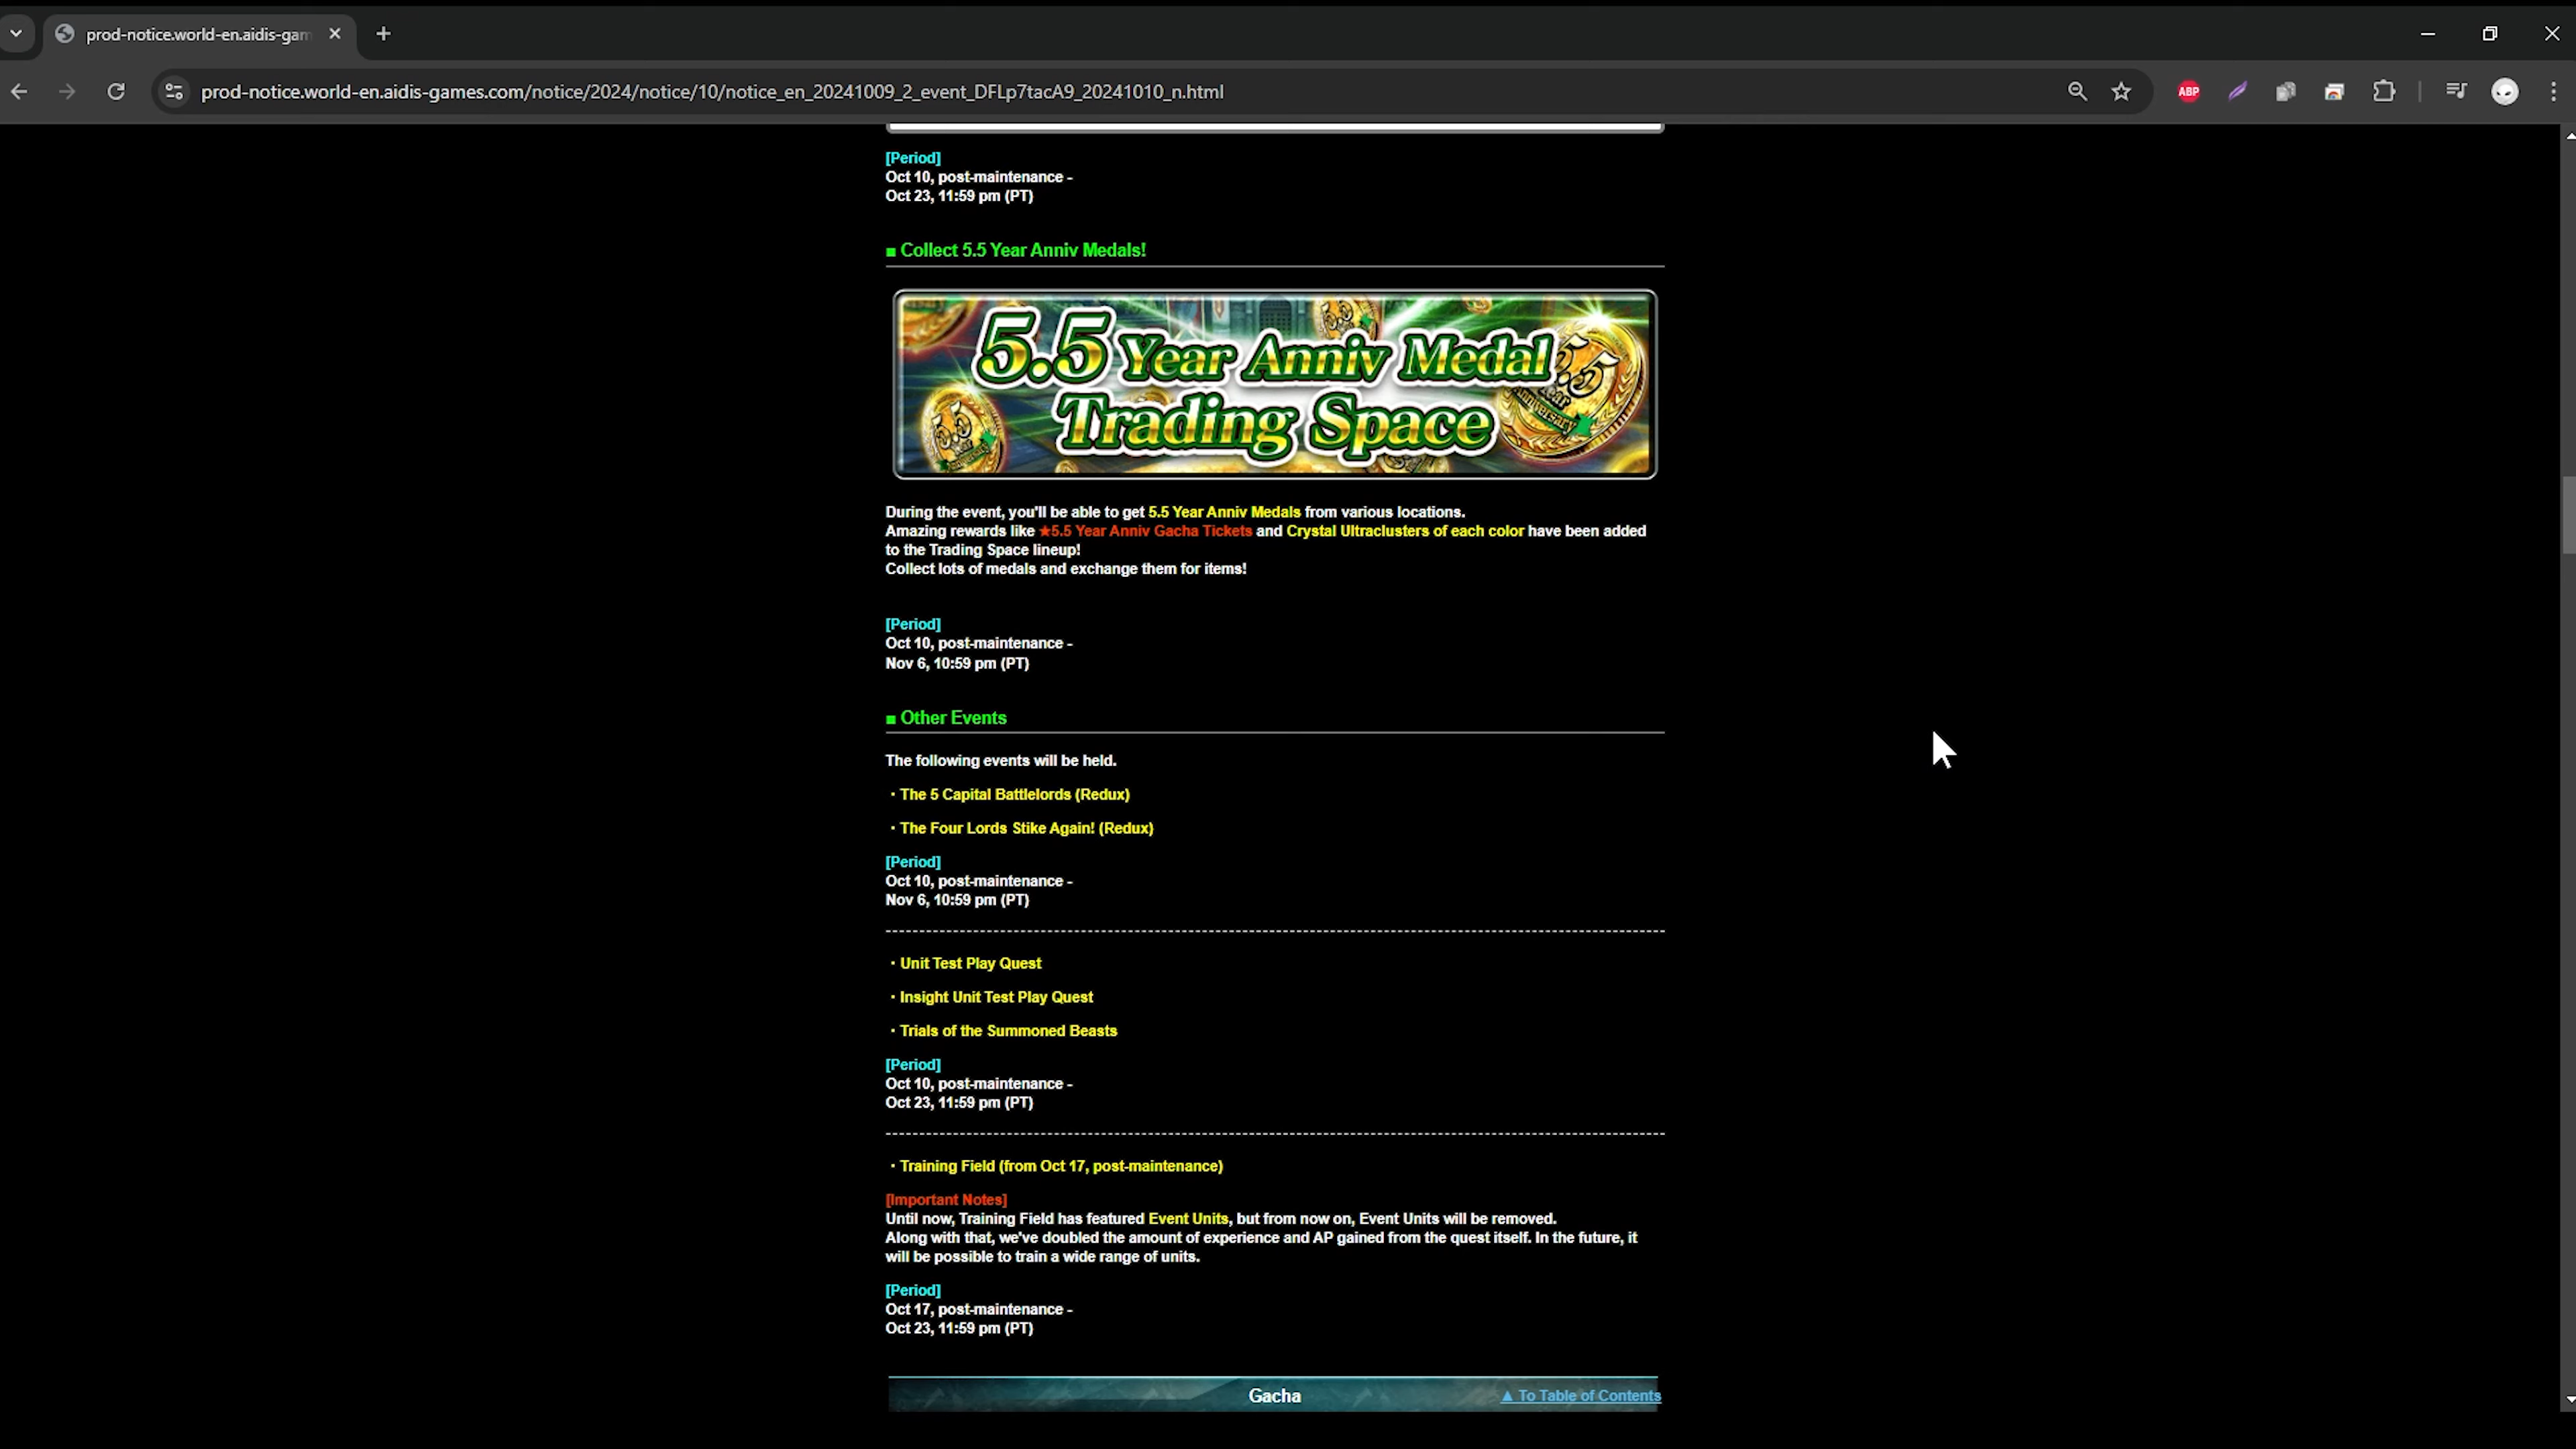 prod-notice.world-en.aidis-gam
prod-notice.world-en.aidis-games.com/notice/2024/notice/10/notice_en_20241009_2_event_DFLp7tacA9_20241010_n.html
ABP
[Period]
Oct 10, post-maintenance -
Oct 23, 11:59 pm (PT)
■ Collect 5.5 Year Anniv Medals!
5.5 Year Anniv Medal
Trading Space
During the event, you'll be able to get 5.5 Year Anniv Medals from various locations.
Amazing rewards like ★5.5 Year Anniv Gacha Tickets and Crystal Ultraclusters of each color have been added
to the Trading Space lineup!
Collect lots of medals and exchange them for items!
[Period]
Oct 10, post-maintenance -
Nov 6, 10:59 pm (PT)
■ Other Events
The following events will be held.
・The 5 Capital Battlelords (Redux)
・The Four Lords Stike Again! (Redux)
[Period]
Oct 10, post-maintenance -
Nov 6, 10:59 pm (PT)
・Unit Test Play Quest
・Insight Unit Test Play Quest
・Trials of the Summoned Beasts
[Period]
Oct 10, post-maintenance -
Oct 23, 11:59 pm (PT)
・Training Field (from Oct 17, post-maintenance)
[Important Notes]
Until now, Training Field has featured Event Units, but from now on, Event Units will be removed.
Along with that, we've doubled the amount of experience and AP gained from the quest itself. In the future, it
will be possible to train a wide range of units.
[Period]
Oct 17, post-maintenance -
Oct 23, 11:59 pm (PT)
Gacha
▲ To Table of Contents